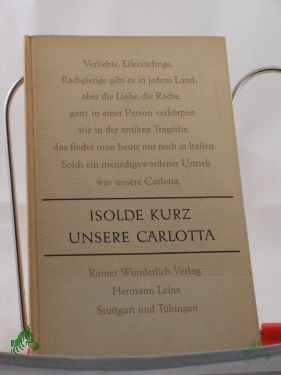 Verliebte, Eifersüchtige,
Rachgierige gibt es in jedem Land;
aber die Liebe, die Rache,
ganz in einer Person verkörpert
wie in der antiken Tragödie,
das findet man heute nur noch in Italien.
Solch ein menschgewordener Urtrieb
war unsere Carlotta.
ISOLDE KURZ
UNSERE CARLOTTA
Rainer Wunderlich Verlag
Hermann Leins
Stuttgart und Tübingen